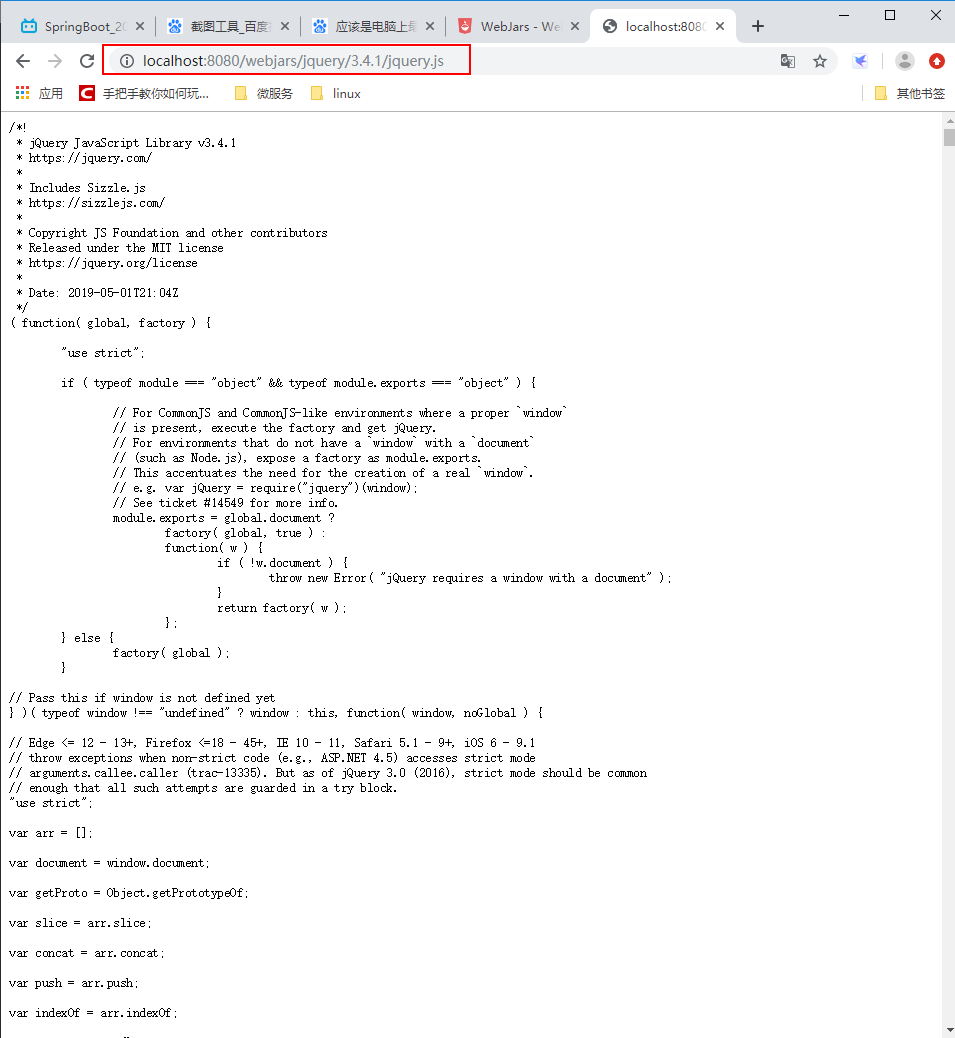 SpringBoot_20
截图工具_百度
应该是电脑上
WebJars - We
localhost:8080
localhost:8080/webjars/jquery/3.4.1/jquery.js
应用
手把手教你如何玩...
微服务
linux
其他书签
/*!
 * jQuery JavaScript Library v3.4.1
 * https://jquery.com/
 *
 * Includes Sizzle.js
 * https://sizzlejs.com/
 *
 * Copyright JS Foundation and other contributors
 * Released under the MIT license
 * https://jquery.org/license
 *
 * Date: 2019-05-01T21:04Z
 */
( function( global, factory ) {
"use strict";
if ( typeof module === "object" && typeof module.exports === "object" ) {
// For CommonJS and CommonJS-like environments where a proper `window`
// is present, execute the factory and get jQuery.
// For environments that do not have a `window` with a `document`
// (such as Node.js), expose a factory as module.exports.
// This accentuates the need for the creation of a real `window`.
// e.g. var jQuery = require("jquery")(window);
// See ticket #14549 for more info.
module.exports = global.document ?
factory( global, true ) :
function( w ) {
if ( !w.document ) {
throw new Error( "jQuery requires a window with a document" );
}
return factory( w );
};
} else {
factory( global );
}
// Pass this if window is not defined yet
} )( typeof window !== "undefined" ? window : this, function( window, noGlobal ) {
// Edge <= 12 - 13+, Firefox <=18 - 45+, IE 10 - 11, Safari 5.1 - 9+, iOS 6 - 9.1
// throw exceptions when non-strict code (e.g., ASP.NET 4.5) accesses strict mode
// arguments.callee.caller (trac-13335). But as of jQuery 3.0 (2016), strict mode should be common
// enough that all such attempts are guarded in a try block.
"use strict";
var arr = [];
var document = window.document;
var getProto = Object.getPrototypeOf;
var slice = arr.slice;
var concat = arr.concat;
var push = arr.push;
var indexOf = arr.indexOf;